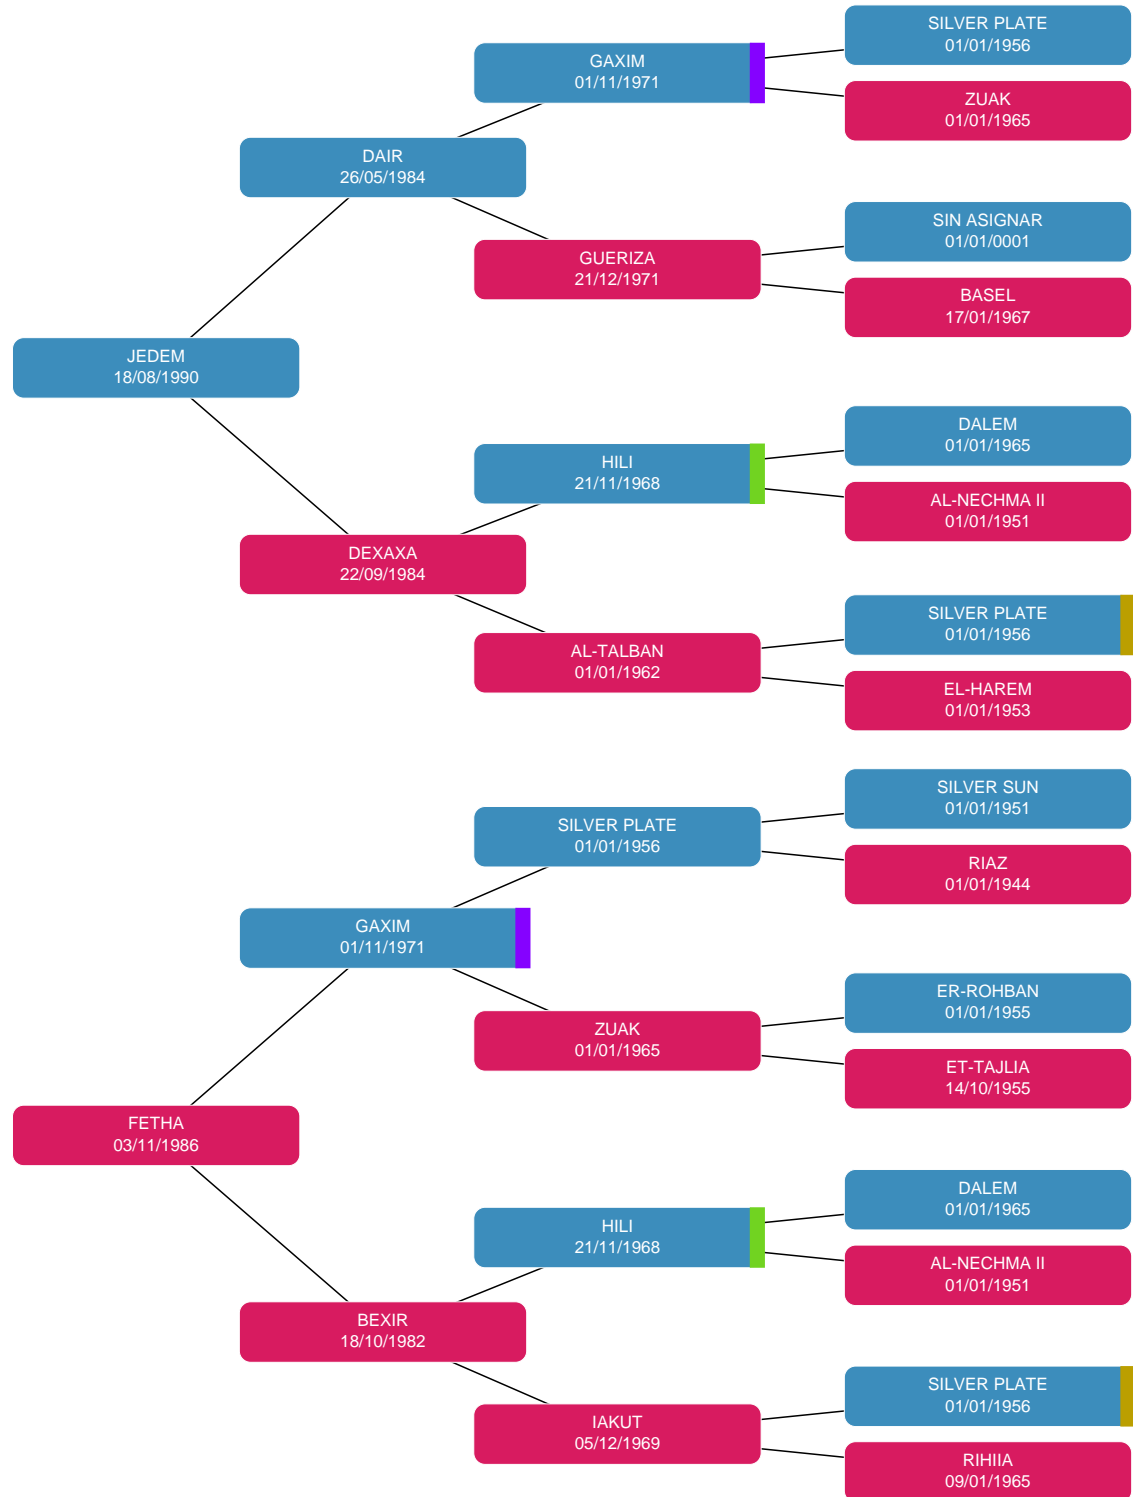 SILVER PLATE
01/01/1956
GAXIM
01/11/1971
ZUAK
01/01/1965
DAIR
26/05/1984
SIN ASIGNAR
01/01/0001
GUERIZA
21/12/1971
BASEL
17/01/1967
JEDEM
18/08/1990
DALEM
01/01/1965
HILI
21/11/1968
AL-NECHMA II
01/01/1951
DEXAXA
22/09/1984
SILVER PLATE
01/01/1956
AL-TALBAN
01/01/1962
EL-HAREM
01/01/1953
SILVER SUN
01/01/1951
SILVER PLATE
01/01/1956
RIAZ
01/01/1944
GAXIM
01/11/1971
ER-ROHBAN
01/01/1955
ZUAK
01/01/1965
ET-TAJLIA
14/10/1955
FETHA
03/11/1986
DALEM
01/01/1965
HILI
21/11/1968
AL-NECHMA II
01/01/1951
BEXIR
18/10/1982
SILVER PLATE
01/01/1956
IAKUT
05/12/1969
RIHIIA
09/01/1965